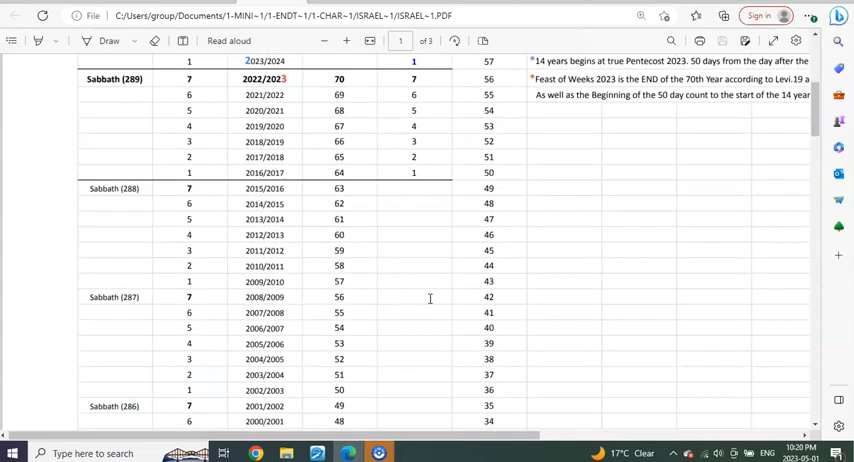 C:/Users/group/Documents/1-MINI~1/1-ENDT~1/1-CHAR~1/ISRAEL~1/ISRAEL~1.PDF
Sign in
Draw
Read aloud
1 of 3
1 2023/2024 1 57 *14 years begins at true Pentecost 2023. 50 days from the day after the
Sabbath (289) 7 2022/2023 70 7 56 *Feast of Weeks 2023 is the END of the 70th Year according to Levi.19 a
6 2021/2022 69 6 55 As well as the Beginning of the 50 day count to the start of the 14 year
5 2020/2021 68 5 54
4 2019/2020 67 4 53
3 2018/2019 66 3 52
2 2017/2018 65 2 51
1 2016/2017 64 1 50
Sabbath (288) 7 2015/2016 63 49
6 2014/2015 62 48
5 2013/2014 61 47
4 2012/2013 60 46
3 2011/2012 59 45
2 2010/2011 58 44
1 2009/2010 57 43
Sabbath (287) 7 2008/2009 56 42
6 2007/2008 55 41
5 2006/2007 54 40
4 2005/2006 53 39
3 2004/2005 52 38
2 2003/2004 51 37
1 2002/2003 50 36
Sabbath (286) 7 2001/2002 49 35
6 2000/2001 48 34
Type here to search
17°C Clear
ENG
10:20 PM
2023-05-01